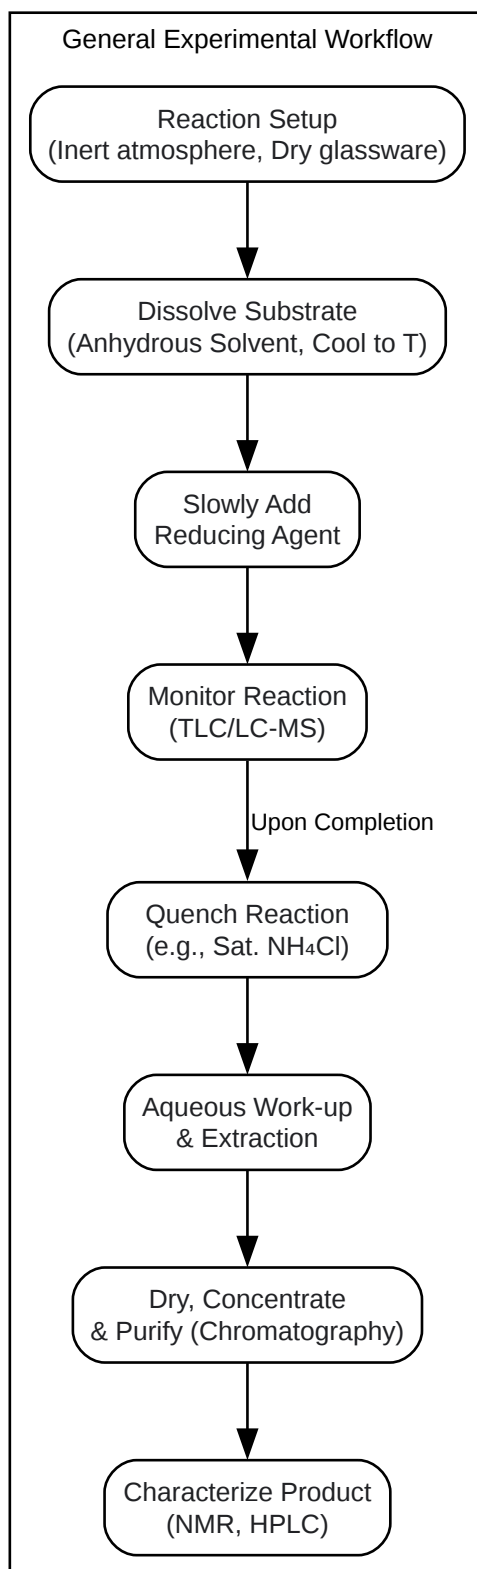 General Experimental Workflow
Reaction Setup
(Inert atmosphere, Dry glassware)
Dissolve Substrate
(Anhydrous Solvent, Cool to T)
Slowly Add
Reducing Agent
Monitor Reaction
(TLC/LC-MS)
Upon Completion
Quench Reaction
(e.g., Sat. NH₄Cl)
Aqueous Work-up
& Extraction
Dry, Concentrate
& Purify (Chromatography)
Characterize Product
(NMR, HPLC)